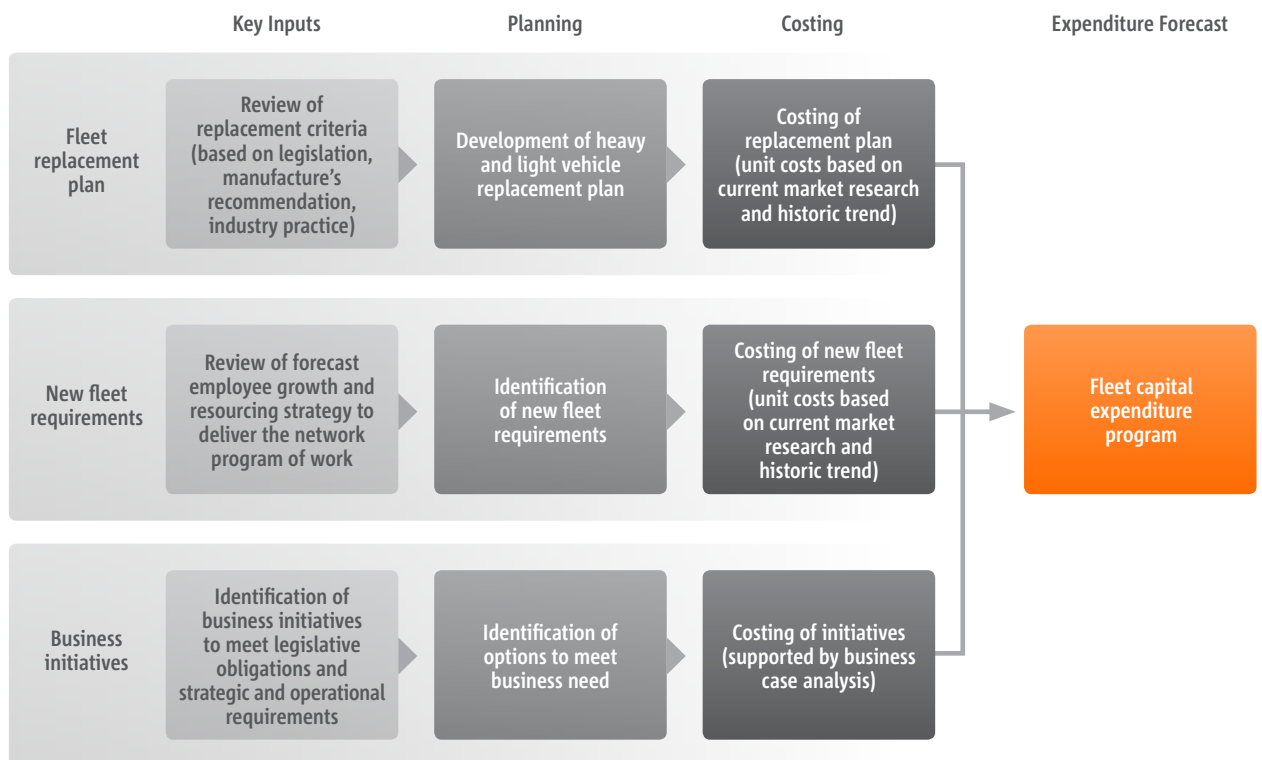 Key Inputs
Planning
Costing
Expenditure Forecast
Fleet
replacement
plan
Review of
replacement criteria
(based on legislation,
manufacture's
recommendation,
industry practice)
Development of heavy
and light vehicle
replacement plan
Costing of
replacement plan
(unit costs based on
current market research
and historic trend)
New fleet
requirements
Review of forecast
employee growth and
resourcing strategy to
deliver the network
program of work
Identification
of new fleet
requirements
Costing of new fleet
requirements
(unit costs based
on current market
research and
historic trend)
Fleet capital
expenditure
program
Business
initiatives
Identification of
business initiatives
to meet legislative
obligations and
strategic and operational
requirements
Identification of
options to meet
business need
Costing of initiatives
(supported by business
case analysis)